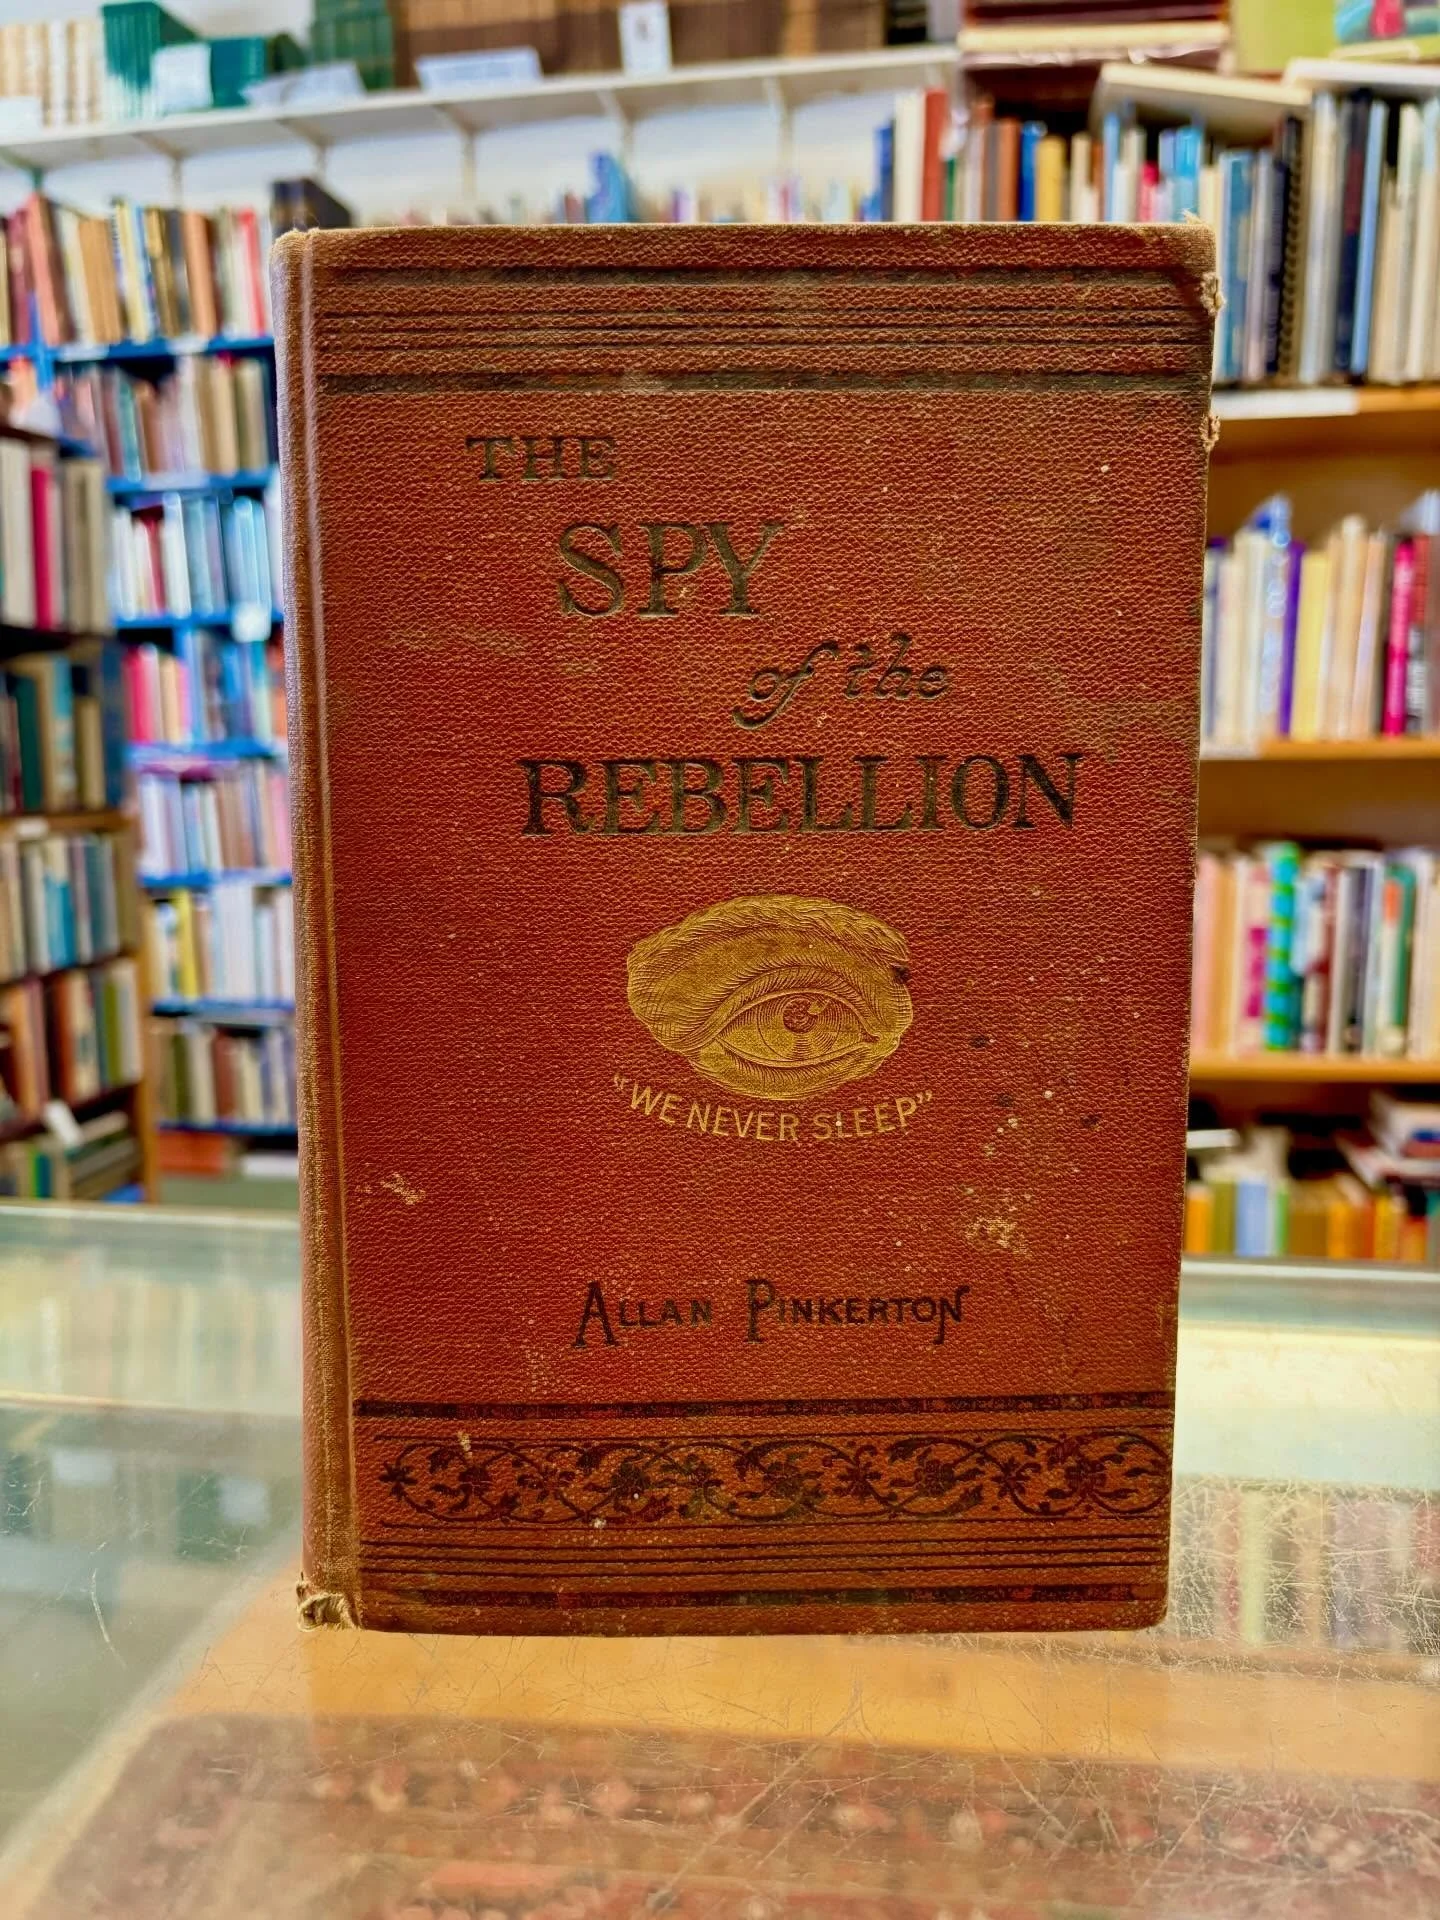 THE
SPY
of the
REBELLION
"WE NEVER SLEEP"
ALLAN PINKERTON